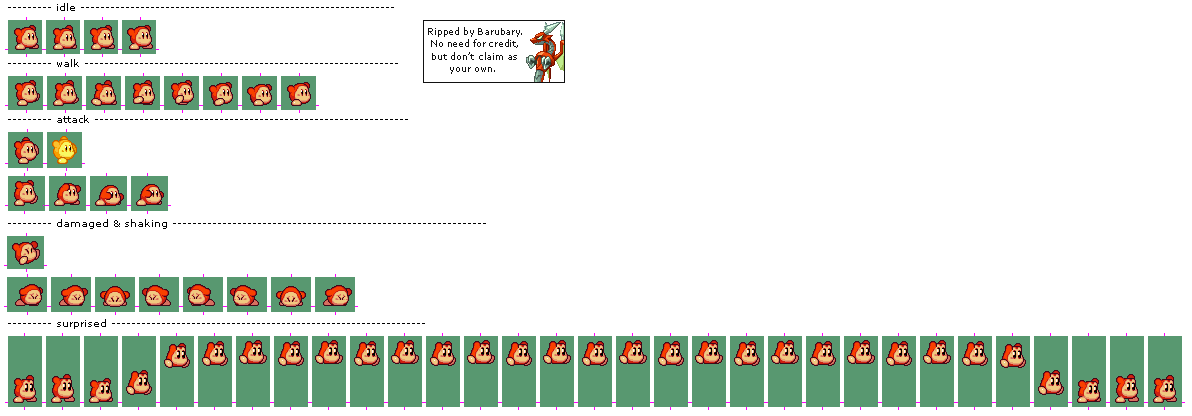 idle
Ripped by Barubary.
No need for credit,
but don't claim as
your own.
walk
attack
damaged & shaking
surprised